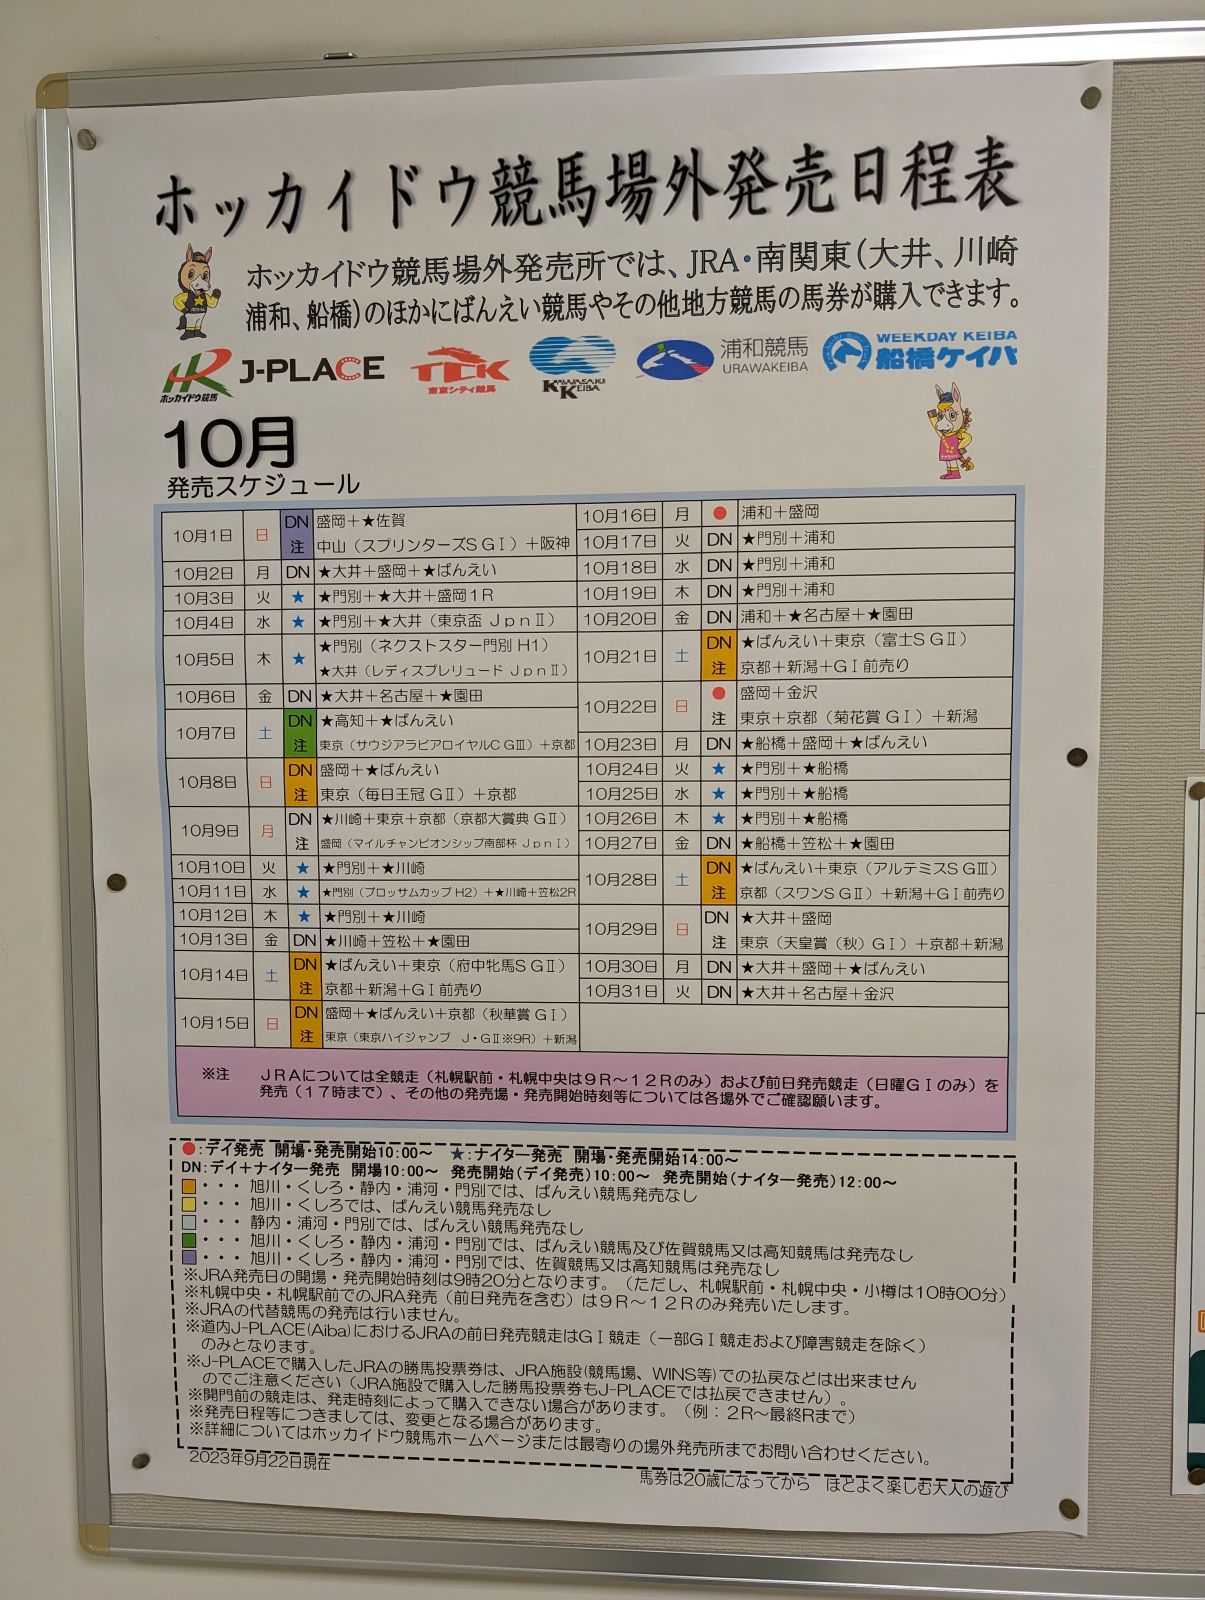 ホッカイドウ競馬場外発売日程表
ホッカイドウ競馬場外発売所では、JRA・南関東(大井、川崎
浦和、船橋)のほかにばんえい競馬やその他地方競馬の馬券が購入できます。
HR ホッカイドウ競馬
J-PLACE
TCK 東京シティ競馬
KAWASAKI KEIBA
浦和競馬
URAWAKEIBA
WEEKDAY KEIBA
船橋ケイバ
10月
発売スケジュール
10月1日 日 DN 盛岡+★佐賀
注 中山(スプリンターズSGⅠ)+阪神
10月2日 月 DN ★大井+盛岡+★ばんえい
10月3日 火 ★ ★門別+★大井+盛岡1R
10月4日 水 ★ ★門別+★大井(東京盃 JpnⅡ)
10月5日 木 ★ ★門別(ネクストスター門別 H1)
★大井(レディスプレリュード JpnⅡ)
10月6日 金 DN ★大井+名古屋+★園田
10月7日 土 DN ★高知+★ばんえい
注 東京(サウジアラビアロイヤルC GⅢ)+京都
10月8日 日 DN 盛岡+★ばんえい
注 東京(毎日王冠 GⅡ)+京都
10月9日 月 DN ★川崎+東京+京都(京都大賞典 GⅡ)
注 盛岡(マイルチャンピオンシップ南部杯 JpnⅠ)
10月10日 火 ★ ★門別+★川崎
10月11日 水 ★ ★門別(ブロッサムカップ H2)+★川崎+笠松2R
10月12日 木 ★ ★門別+★川崎
10月13日 金 DN ★川崎+笠松+★園田
10月14日 土 DN ★ばんえい+東京(府中牝馬S GⅡ)
注 京都+新潟+GⅠ前売り
10月15日 日 DN 盛岡+★ばんえい+京都(秋華賞 GⅠ)
注 東京(東京ハイジャンプ J・GⅡ※9R)+新潟
10月16日 月 ● 浦和+盛岡
10月17日 火 DN ★門別+浦和
10月18日 水 DN ★門別+浦和
10月19日 木 DN ★門別+浦和
10月20日 金 DN 浦和+★名古屋+★園田
10月21日 土 DN ★ばんえい+東京(富士S GⅡ)
注 京都+新潟+GⅠ前売り
10月22日 日 ● 盛岡+金沢
注 東京+京都(菊花賞 GⅠ)+新潟
10月23日 月 DN ★船橋+盛岡+★ばんえい
10月24日 火 ★ ★門別+★船橋
10月25日 水 ★ ★門別+★船橋
10月26日 木 ★ ★門別+★船橋
10月27日 金 DN ★船橋+笠松+★園田
10月28日 土 DN ★ばんえい+東京(アルテミスS GⅢ)
注 京都(スワンS GⅡ)+新潟+GⅠ前売り
10月29日 日 DN ★大井+盛岡
注 東京(天皇賞(秋)GⅠ)+京都+新潟
10月30日 月 DN ★大井+盛岡+★ばんえい
10月31日 火 DN ★大井+名古屋+金沢
※注 JRAについては全競走(札幌駅前・札幌中央は9R~12Rのみ)および前日発売競走(日曜GⅠのみ)を
発売(17時まで)、その他の発売場・発売開始時刻等については各場外でご確認願います。
●:デイ発売 開場・発売開始10:00~ ★:ナイター発売 開場・発売開始14:00~
DN:デイ+ナイター発売 開場10:00~ 発売開始(デイ発売)10:00~ 発売開始(ナイター発売)12:00~
・・・ 旭川・くしろ・静内・浦河・門別では、ばんえい競馬発売なし
・・・ 旭川・くしろでは、ばんえい競馬発売なし
・・・ 静内・浦河・門別では、ばんえい競馬発売なし
・・・ 旭川・くしろ・静内・浦河・門別では、ばんえい競馬及び佐賀競馬又は高知競馬は発売なし
・・・ 旭川・くしろ・静内・浦河・門別では、佐賀競馬又は高知競馬は発売なし
※JRA発売日の開場・発売開始時刻は9時20分となります。(ただし、札幌駅前・札幌中央・小樽は10時00分)
※札幌中央・札幌駅前でのJRA発売(前日発売を含む)は9R~12Rのみ発売いたします。
※JRAの代替競馬の発売は行いません。
※道内J-PLACE(Aiba)におけるJRAの前日発売競走はGⅠ競走(一部GⅠ競走および障害競走を除く)
のみとなります。
※J-PLACEで購入したJRAの勝馬投票券は、JRA施設(競馬場、WINS等)での払戻などは出来ません
のでご注意ください(JRA施設で購入した勝馬投票券もJ-PLACEでは払戻できません)。
※開門前の競走は、発走時刻によって購入できない場合があります。(例:2R~最終Rまで)
※発売日程等につきましては、変更となる場合があります。
※詳細についてはホッカイドウ競馬ホームページまたは最寄りの場外発売所までお問い合わせください。
2023年9月22日現在
馬券は20歳になってから ほどよく楽しむ大人の遊び